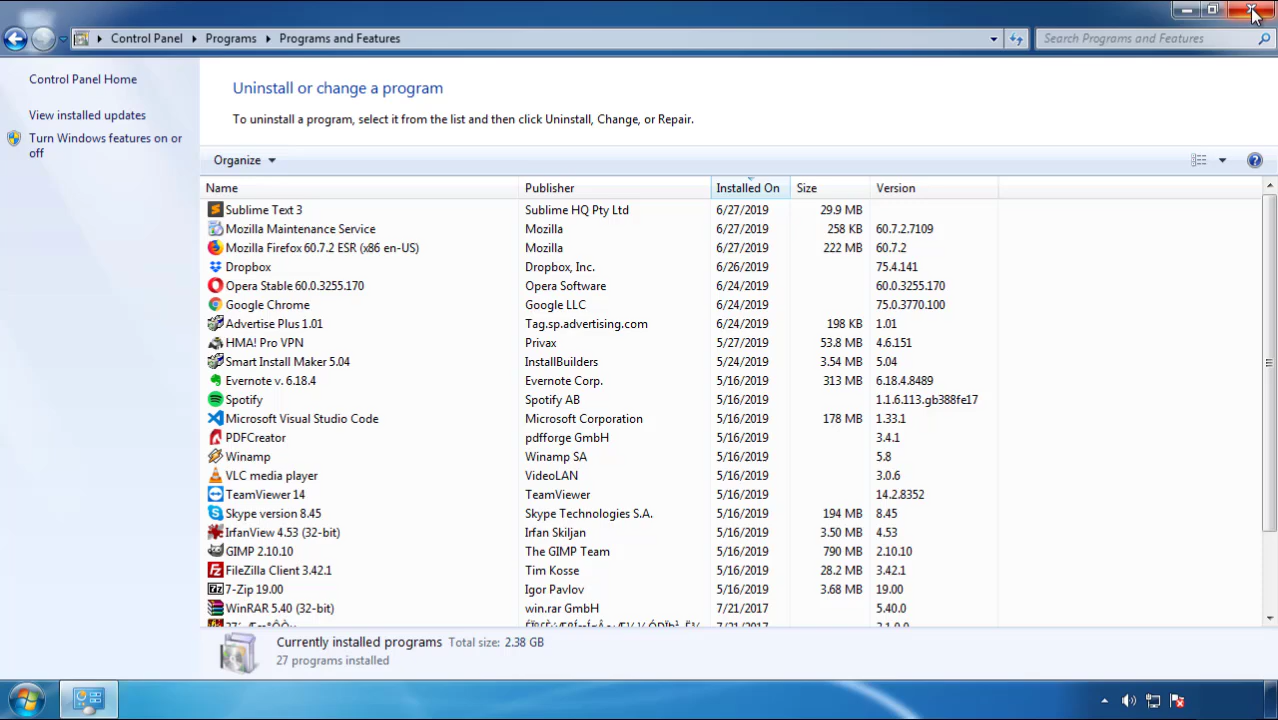 Control Panel Programs Programs and Features
Search Programs and Features
Control Panel Home
View installed updates
Turn Windows features on or
off
Uninstall or change a program
To uninstall a program, select it from the list and then click Uninstall, Change, or Repair.
Organize
Name Publisher Installed On Size Version
Sublime Text 3 Sublime HQ Pty Ltd 6/27/2019 29.9 MB
Mozilla Maintenance Service Mozilla 6/27/2019 258 KB 60.7.2.7109
Mozilla Firefox 60.7.2 ESR (x86 en-US) Mozilla 6/27/2019 222 MB 60.7.2
Dropbox Dropbox, Inc. 6/26/2019 75.4.141
Opera Stable 60.0.3255.170 Opera Software 6/24/2019 60.0.3255.170
Google Chrome Google LLC 6/24/2019 75.0.3770.100
Advertise Plus 1.01 Tag.sp.advertising.com 6/24/2019 198 KB 1.01
HMA! Pro VPN Privax 5/27/2019 53.8 MB 4.6.151
Smart Install Maker 5.04 InstallBuilders 5/24/2019 3.54 MB 5.04
Evernote v. 6.18.4 Evernote Corp. 5/16/2019 313 MB 6.18.4.8489
Spotify Spotify AB 5/16/2019 1.1.6.113.gb388fe17
Microsoft Visual Studio Code Microsoft Corporation 5/16/2019 178 MB 1.33.1
PDFCreator pdfforge GmbH 5/16/2019 3.4.1
Winamp Winamp SA 5/16/2019 5.8
VLC media player VideoLAN 5/16/2019 3.0.6
TeamViewer 14 TeamViewer 5/16/2019 14.2.8352
Skype version 8.45 Skype Technologies S.A. 5/16/2019 194 MB 8.45
IrfanView 4.53 (32-bit) Irfan Skiljan 5/16/2019 3.50 MB 4.53
GIMP 2.10.10 The GIMP Team 5/16/2019 790 MB 2.10.10
FileZilla Client 3.42.1 Tim Kosse 5/16/2019 28.2 MB 3.42.1
7-Zip 19.00 Igor Pavlov 5/16/2019 3.68 MB 19.00
WinRAR 5.40 (32-bit) win.rar GmbH 7/21/2017 5.40.0
7/21/2017
Currently installed programs Total size: 2.38 GB
27 programs installed